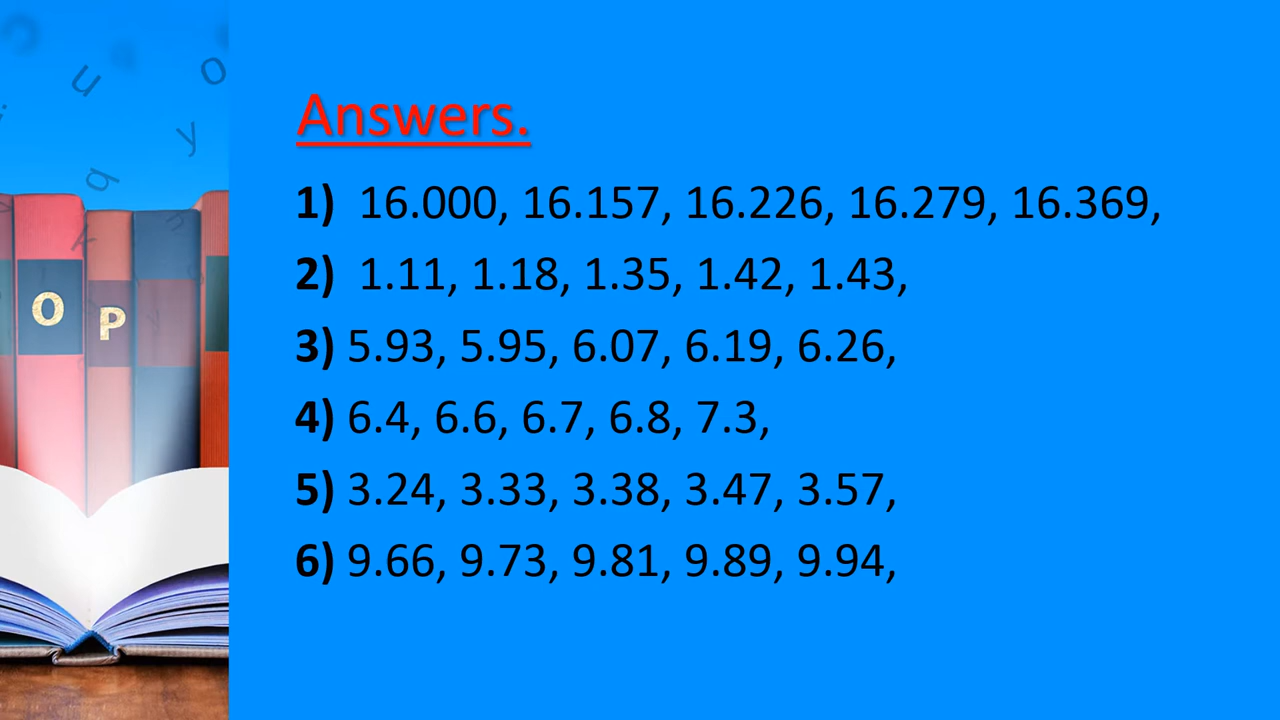 Answers.
1) 16.000, 16.157, 16.226, 16.279, 16.369,
2) 1.11, 1.18, 1.35, 1.42, 1.43,
3) 5.93, 5.95, 6.07, 6.19, 6.26,
4) 6.4, 6.6, 6.7, 6.8, 7.3,
5) 3.24, 3.33, 3.38, 3.47, 3.57,
6) 9.66, 9.73, 9.81, 9.89, 9.94,
u
o
y
q
k
O P